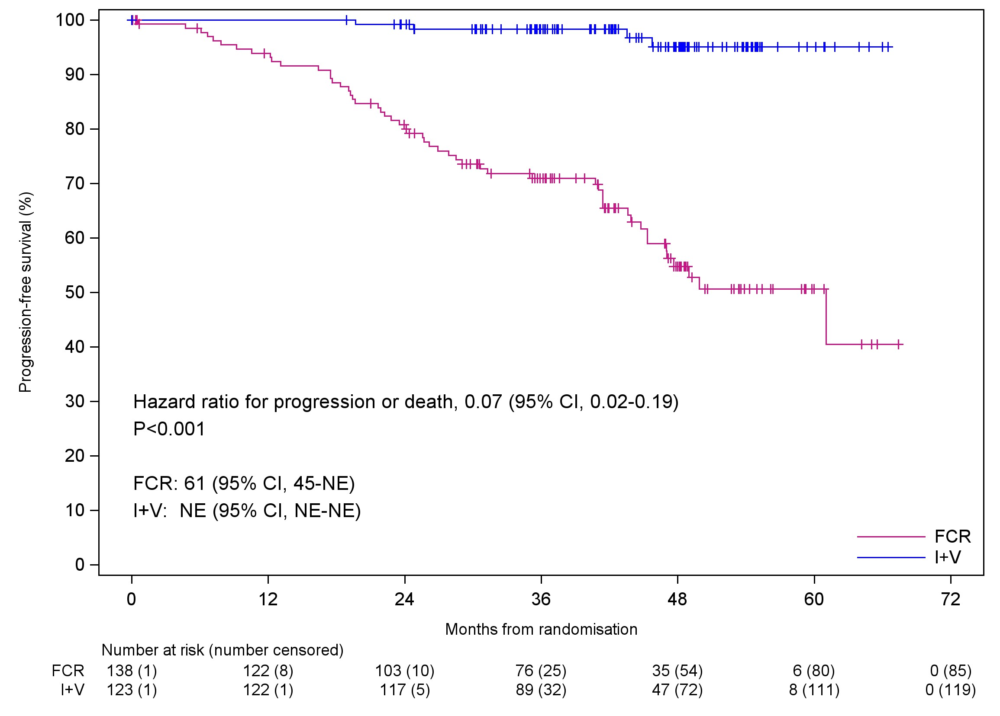 100
90
80
70
60
50
40
30
20
10
0
Progression-free survival (%)
Hazard ratio for progression or death, 0.07 (95% CI, 0.02-0.19)
P<0.001
FCR: 61 (95% CI, 45-NE)
I+V: NE (95% CI, NE-NE)
FCR
I+V
0 12 24 36 48 60 72
Months from randomisation
Number at risk (number censored)
FCR 138 (1) 122 (8) 103 (10) 76 (25) 35 (54) 6 (80) 0 (85)
I+V 123 (1) 122 (1) 117 (5) 89 (32) 47 (72) 8 (111) 0 (119)